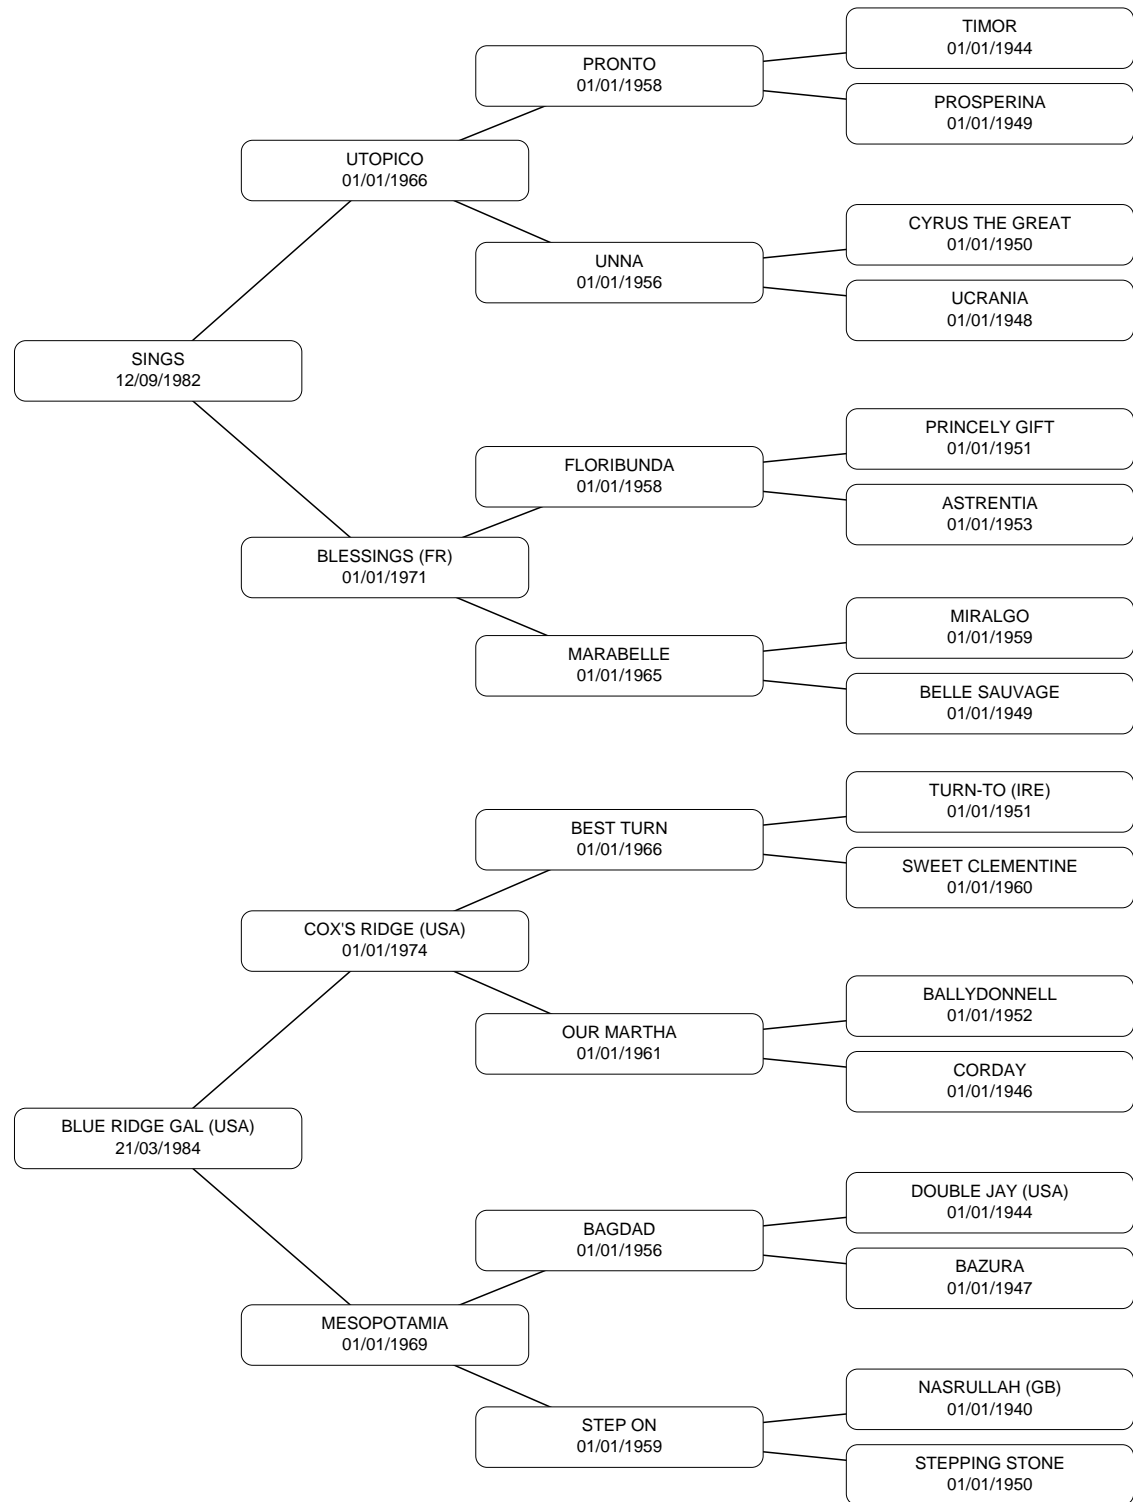 TIMOR
01/01/1944
PRONTO
01/01/1958
PROSPERINA
01/01/1949
UTOPICO
01/01/1966
CYRUS THE GREAT
01/01/1950
UNNA
01/01/1956
UCRANIA
01/01/1948
SINGS
12/09/1982
PRINCELY GIFT
01/01/1951
FLORIBUNDA
01/01/1958
ASTRENTIA
01/01/1953
BLESSINGS (FR)
01/01/1971
MIRALGO
01/01/1959
MARABELLE
01/01/1965
BELLE SAUVAGE
01/01/1949
TURN-TO (IRE)
01/01/1951
BEST TURN
01/01/1966
SWEET CLEMENTINE
01/01/1960
COX'S RIDGE (USA)
01/01/1974
BALLYDONNELL
01/01/1952
OUR MARTHA
01/01/1961
CORDAY
01/01/1946
BLUE RIDGE GAL (USA)
21/03/1984
DOUBLE JAY (USA)
01/01/1944
BAGDAD
01/01/1956
BAZURA
01/01/1947
MESOPOTAMIA
01/01/1969
NASRULLAH (GB)
01/01/1940
STEP ON
01/01/1959
STEPPING STONE
01/01/1950